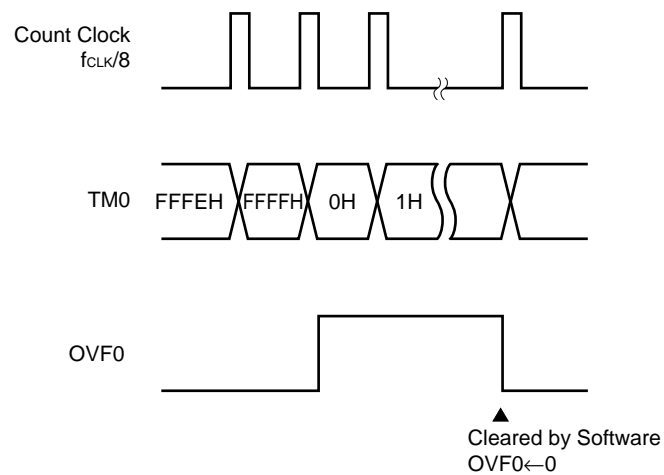 Count Clock
fCLK/8
TM0
FFFEH
FFFFH
0H
1H
OVF0
Cleared by Software
OVF0←0